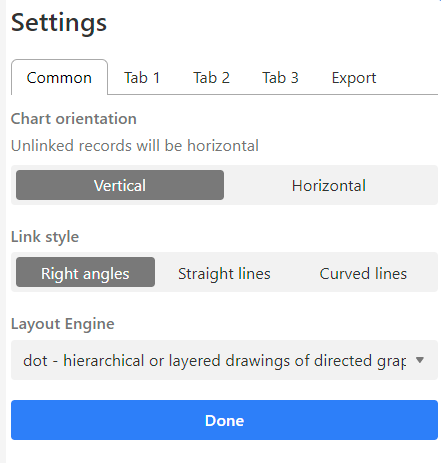 Settings
Common Tab 1 Tab 2 Tab 3 Export
Chart orientation
Unlinked records will be horizontal
Vertical Horizontal
Link style
Right angles Straight lines Curved lines
Layout Engine
dot - hierarchical or layered drawings of directed grap
Done